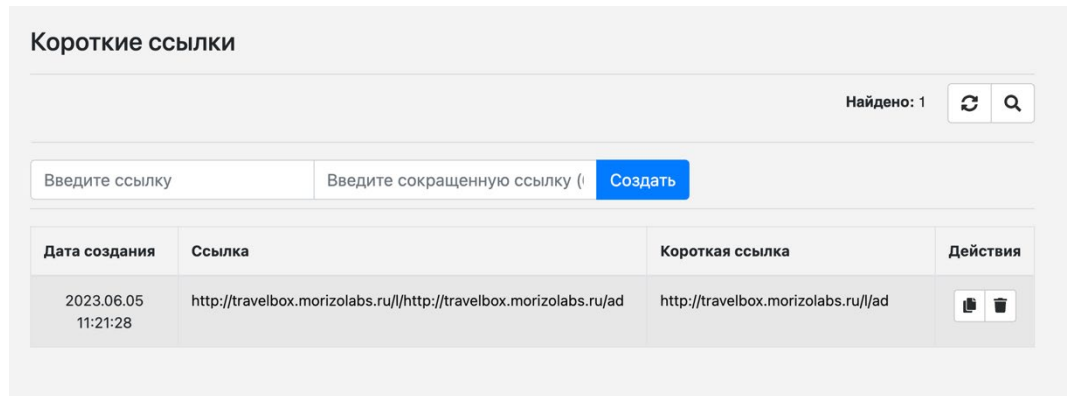 Короткие ссылки
Найдено: 1
Введите ссылку Введите сокращенную ссылку ( Создать
Дата создания Ссылка Короткая ссылка Действия
2023.06.05 http://travelbox.morizolabs.ru/l/http://travelbox.morizolabs.ru/ad http://travelbox.morizolabs.ru/l/ad
11:21:28